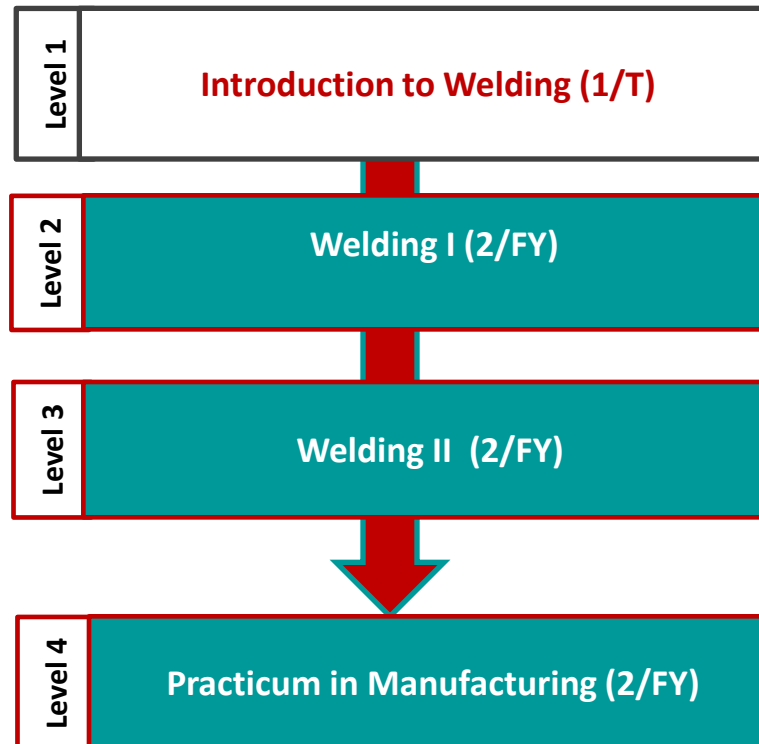 Level 1
Introduction to Welding (1/T)
Level 2
Welding I (2/FY)
Level 3
Welding II  (2/FY)
Level 4
Practicum in Manufacturing (2/FY)